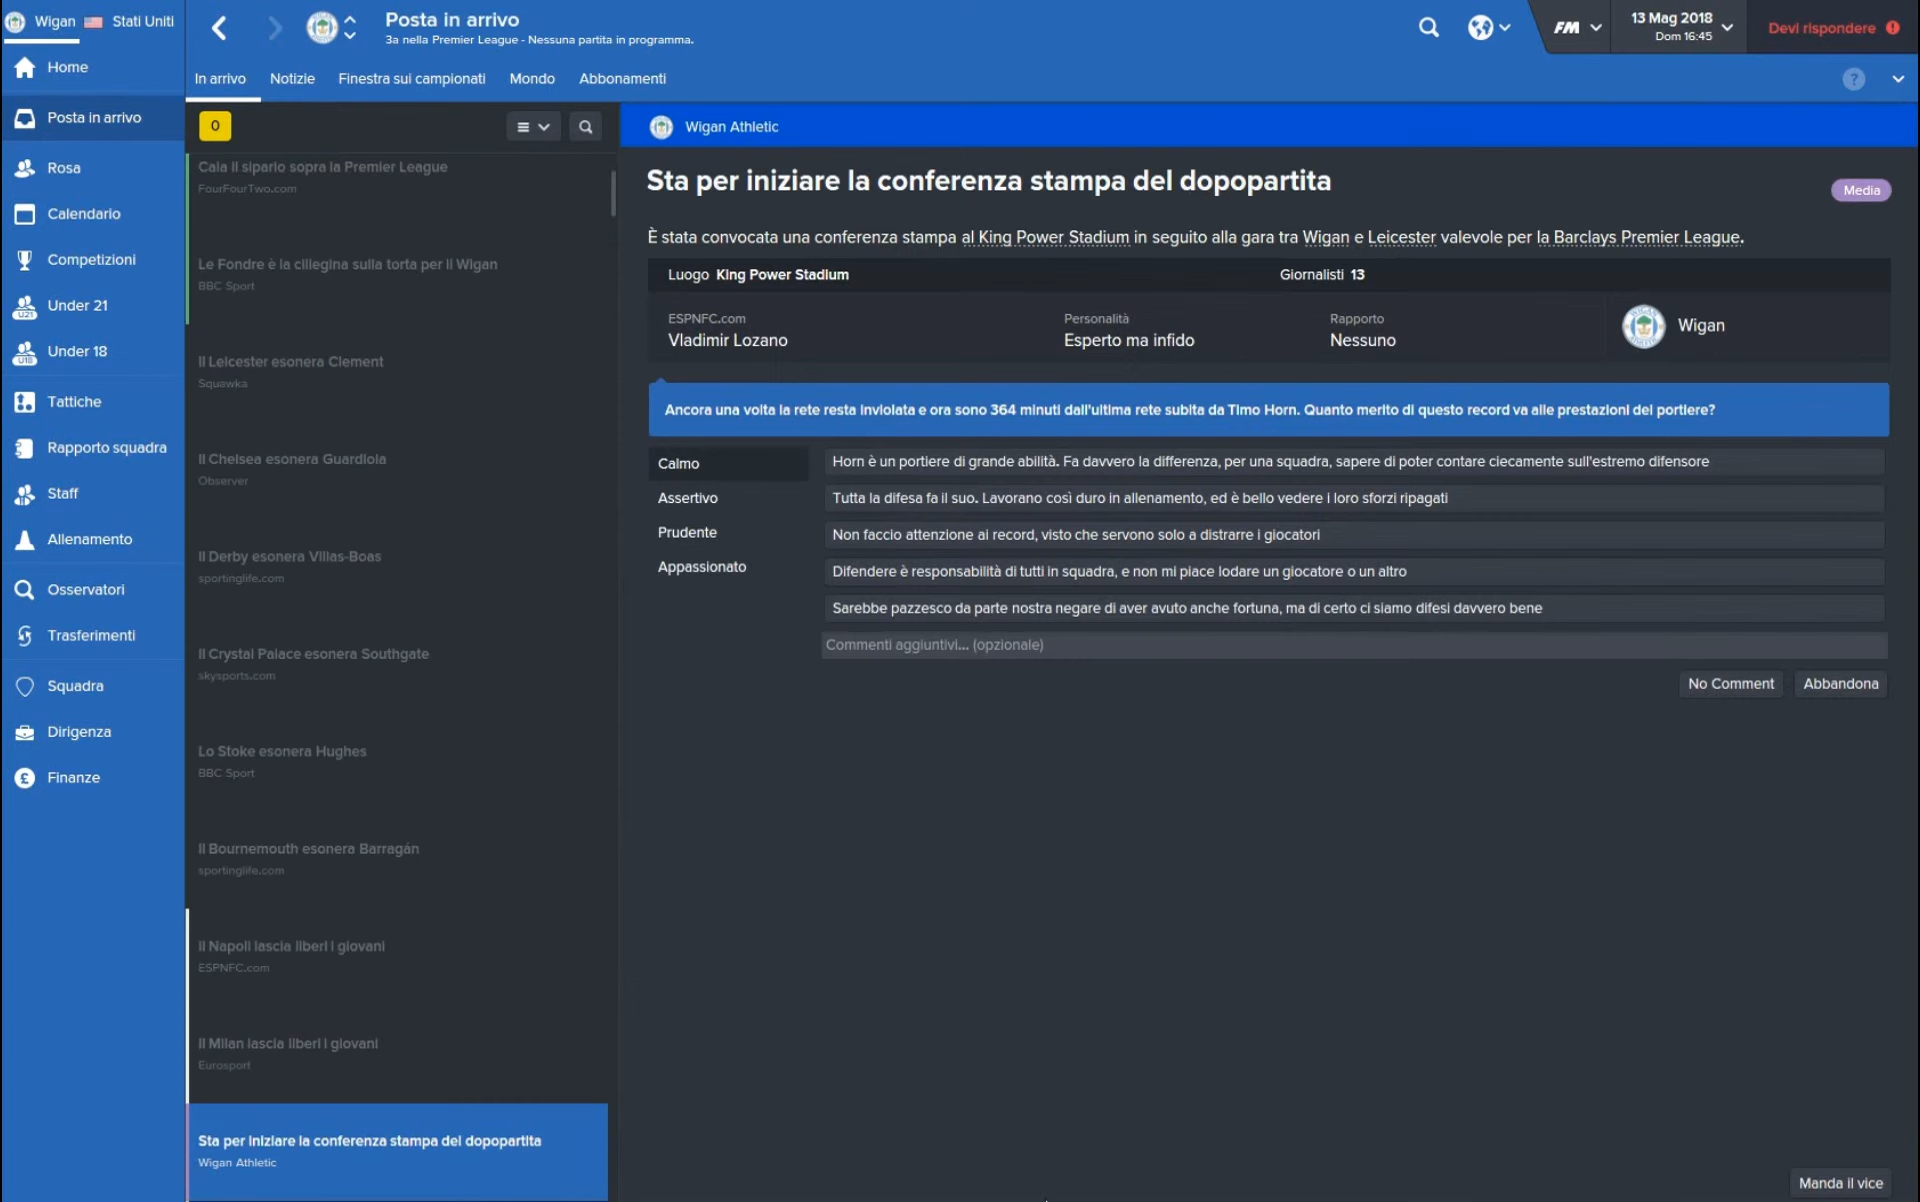 Wigan
Stati Uniti
Posta in arrivo
3a nella Premier League - Nessuna partita in programma.
FM
13 Mag 2018
Dom 16:45
Devi rispondere
Home
Posta in arrivo
Rosa
Calendario
Competizioni
Under 21
Under 18
Tattiche
Rapporto squadra
Staff
Allenamento
Osservatori
Trasferimenti
Squadra
Dirigenza
Finanze
In arrivo
Notizie
Finestra sui campionati
Mondo
Abbonamenti
0
Cala il sipario sopra la Premier League
FourFourTwo.com
Le Fondre è la ciliegina sulla torta per il Wigan
BBC Sport
Il Leicester esonera Clement
Squawka
Il Chelsea esonera Guardiola
Observer
Il Derby esonera Villas-Boas
sportinglife.com
Il Crystal Palace esonera Southgate
skysports.com
Lo Stoke esonera Hughes
BBC Sport
Il Bournemouth esonera Barragán
sportinglife.com
Il Napoli lascia liberi i giovani
ESPNFC.com
Il Milan lascia liberi i giovani
Eurosport
Sta per iniziare la conferenza stampa del dopopartita
Wigan Athletic
Wigan Athletic
Sta per iniziare la conferenza stampa del dopopartita
Media
È stata convocata una conferenza stampa al King Power Stadium in seguito alla gara tra Wigan e Leicester valevole per la Barclays Premier League.
Luogo King Power Stadium
Giornalisti 13
ESPNFC.com
Vladimir Lozano
Personalità
Esperto ma infido
Rapporto
Nessuno
Wigan
Ancora una volta la rete resta inviolata e ora sono 364 minuti dall'ultima rete subita da Timo Horn. Quanto merito di questo record va alle prestazioni del portiere?
Calmo
Assertivo
Prudente
Appassionato
Horn è un portiere di grande abilità. Fa davvero la differenza, per una squadra, sapere di poter contare ciecamente sull'estremo difensore
Tutta la difesa fa il suo. Lavorano così duro in allenamento, ed è bello vedere i loro sforzi ripagati
Non faccio attenzione ai record, visto che servono solo a distrarre i giocatori
Difendere è responsabilità di tutti in squadra, e non mi piace lodare un giocatore o un altro
Sarebbe pazzesco da parte nostra negare di aver avuto anche fortuna, ma di certo ci siamo difesi davvero bene
Commenti aggiuntivi... (opzionale)
No Comment
Abbandona
Manda il vice